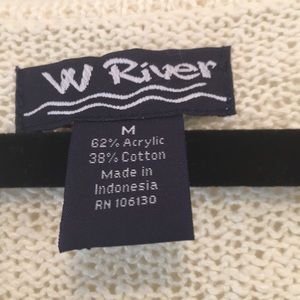 W River
M
62% Acrylic
38% Cotton
Made in
Indonesia
RN 106130